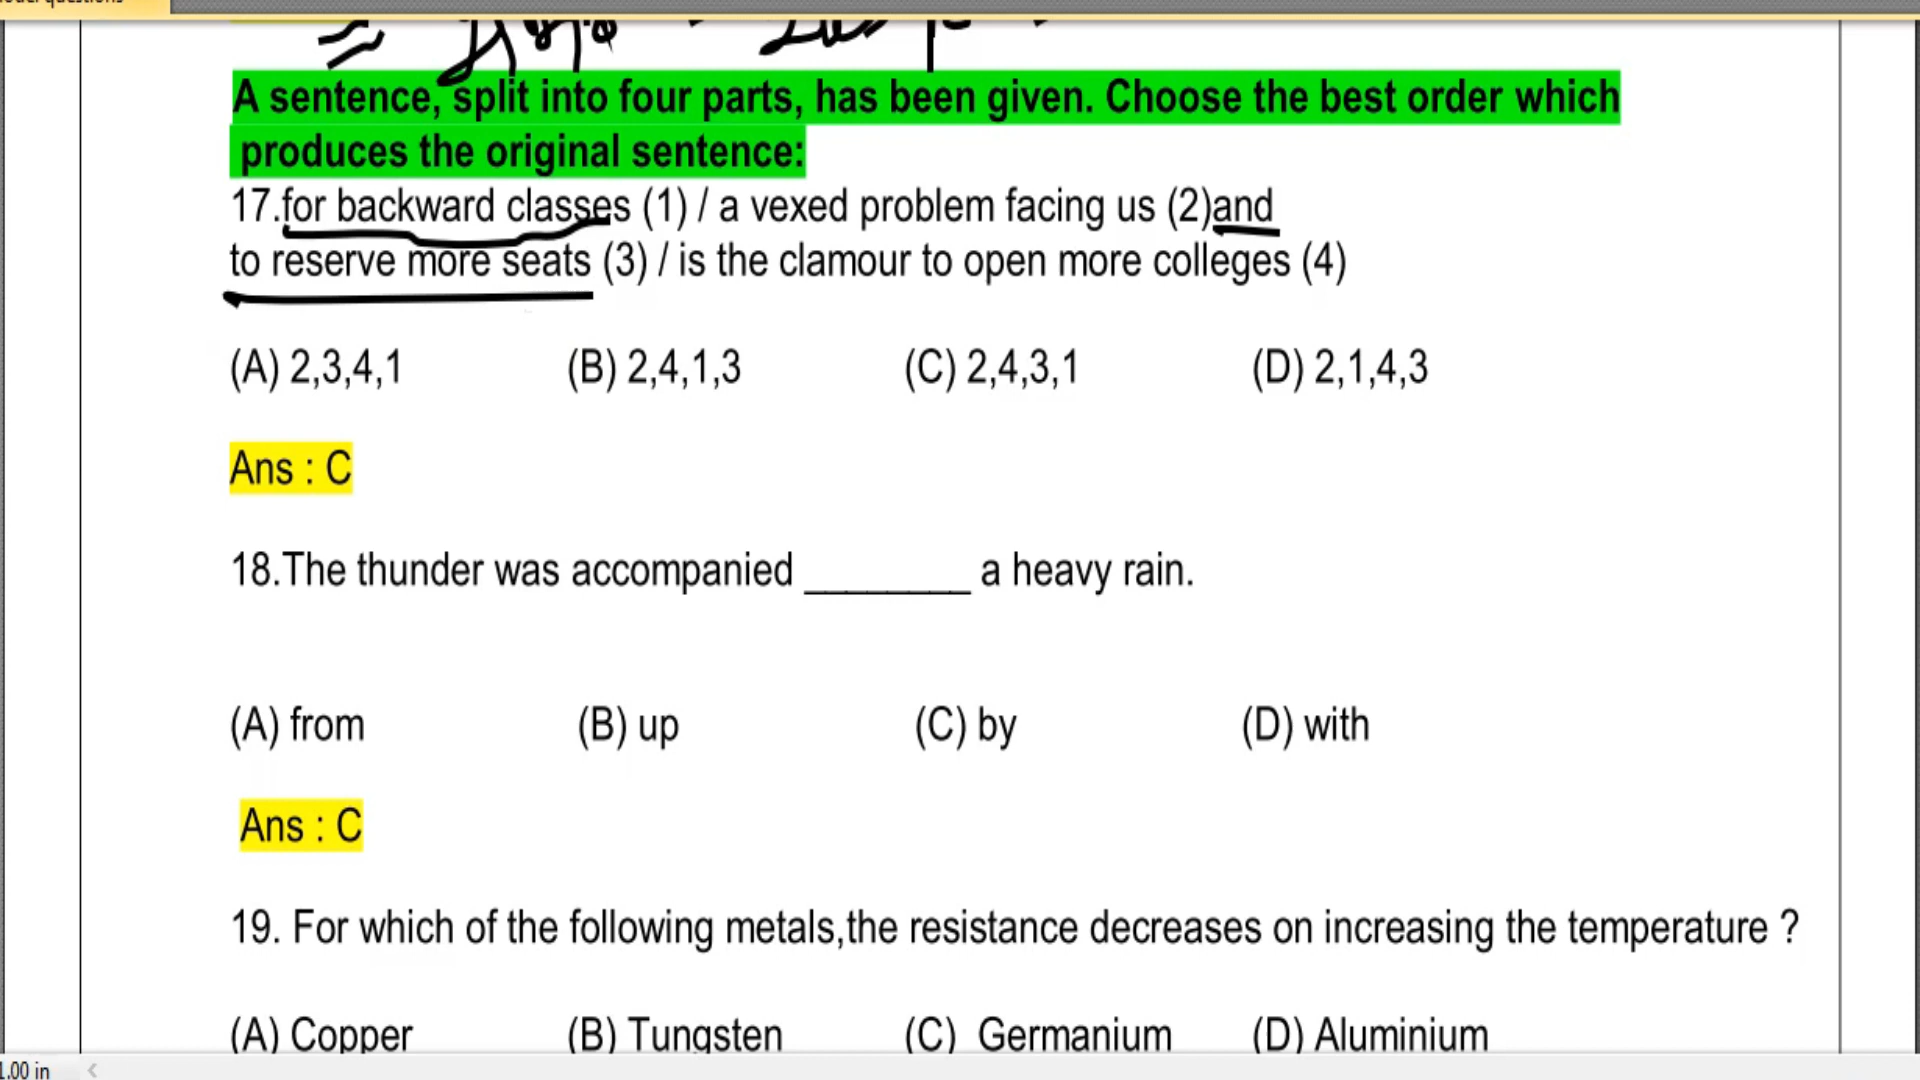 A sentence, split into four parts, has been given. Choose the best order which
produces the original sentence:
17.for backward classes (1) / a vexed problem facing us (2)and
to reserve more seats (3) / is the clamour to open more colleges (4)
(A) 2,3,4,1 (B) 2,4,1,3 (C) 2,4,3,1 (D) 2,1,4,3
Ans : C
18.The thunder was accompanied ________ a heavy rain.
(A) from (B) up (C) by (D) with
Ans : C
19. For which of the following metals,the resistance decreases on increasing the temperature ?
(A) Copper (B) Tungsten (C) Germanium (D) Aluminium
1.00 in